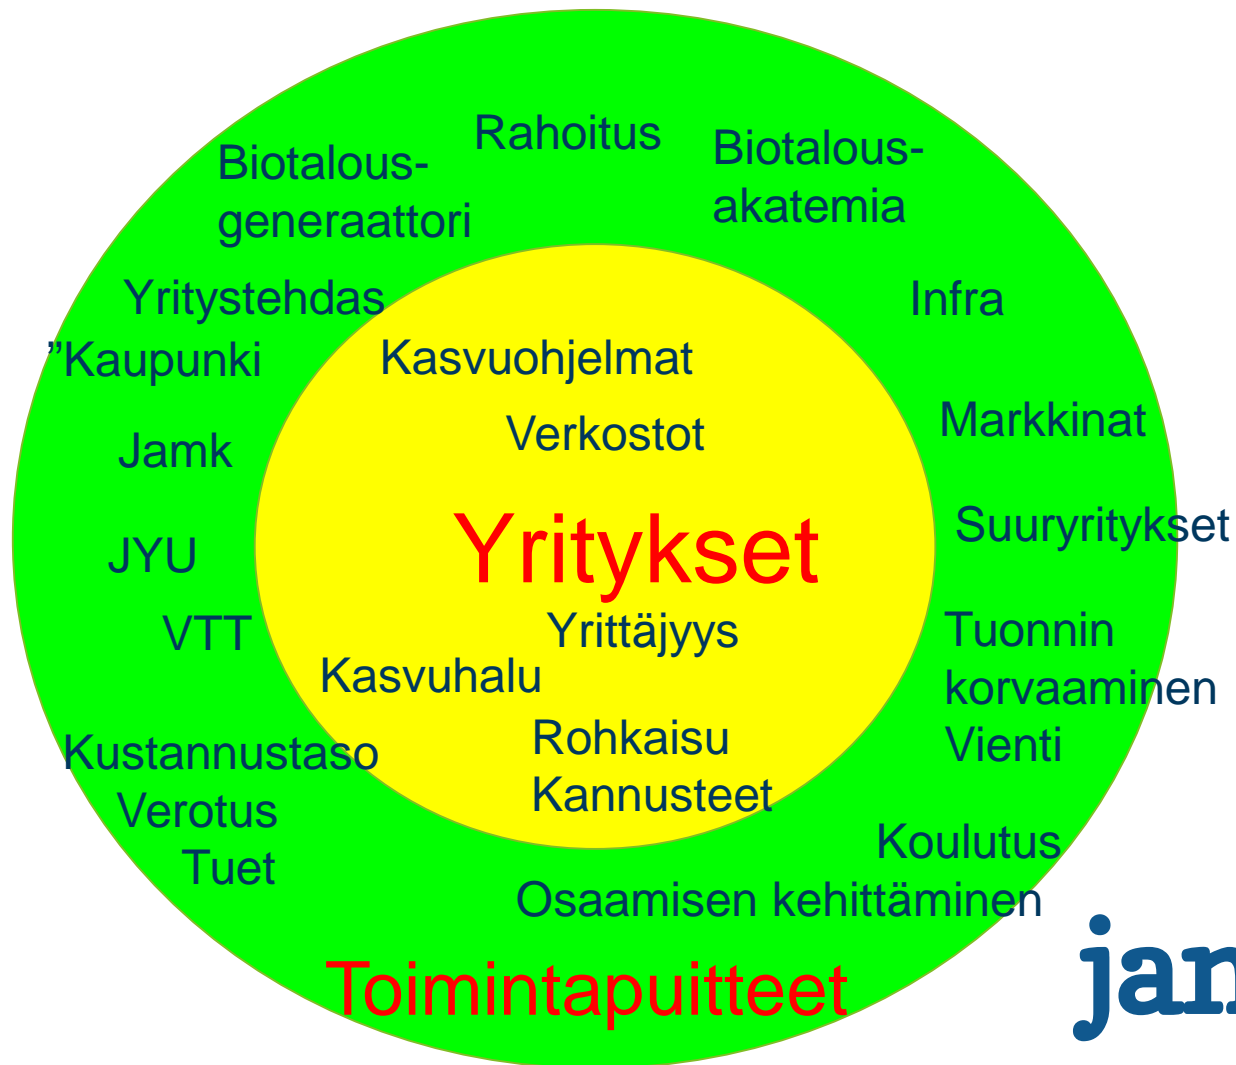 Rahoitus
Biotalous-
generaattori
Biotalous-
akatemia
Yritystehdas
Infra
”Kaupunki
Kasvuohjelmat
Markkinat
Verkostot
Jamk
Suuryritykset
Yritykset
JYU
VTT
Yrittäjyys
Tuonnin
korvaaminen
Vienti
Kasvuhalu
Rohkaisu
Kannusteet
Kustannustaso
Verotus
Tuet
Koulutus
Osaamisen kehittäminen
Toimintapuitteet